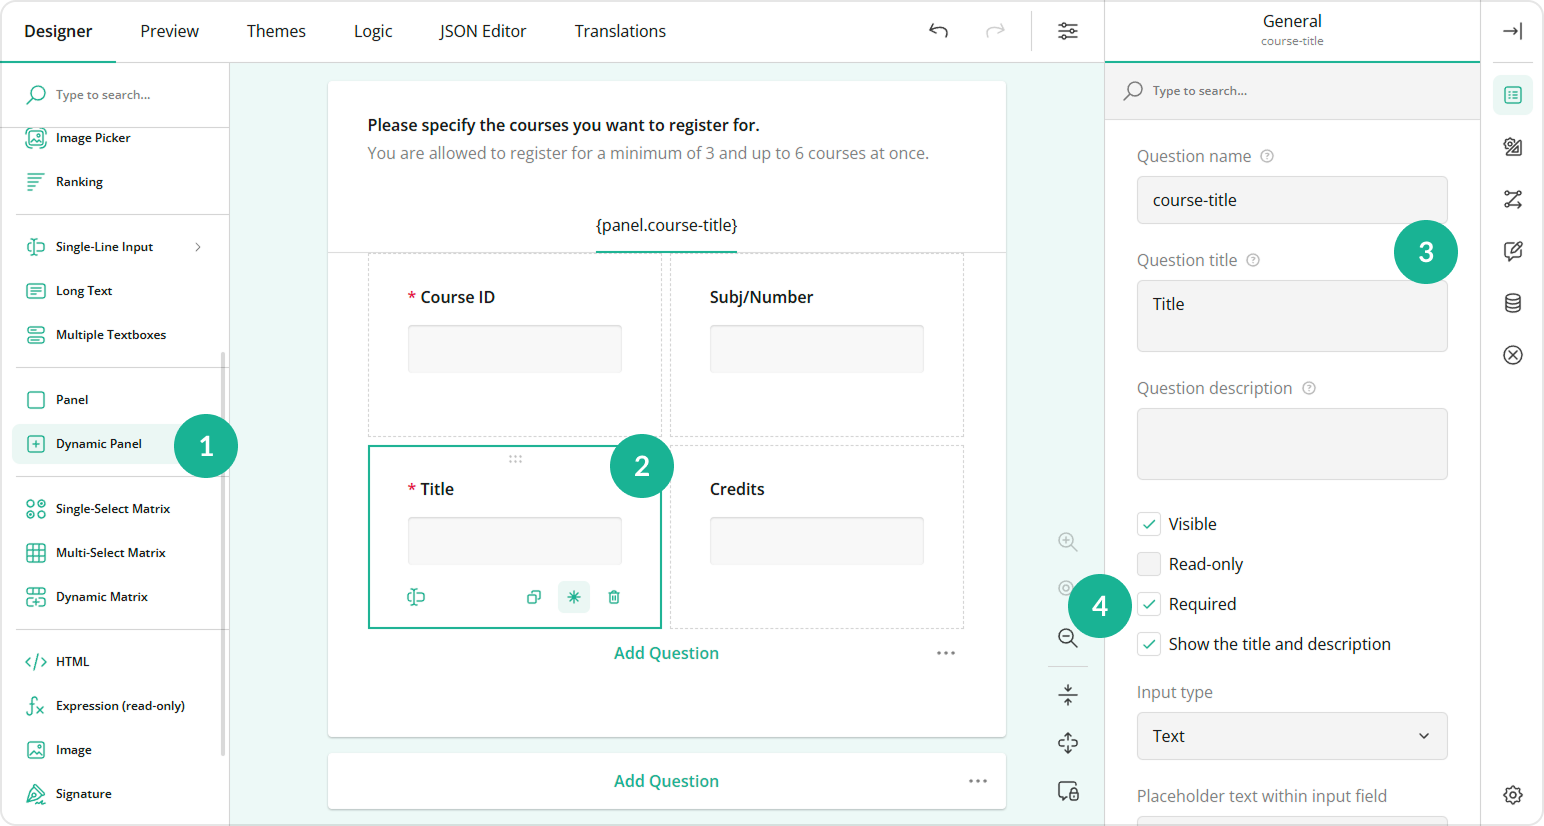 Designer
Preview
Themes
Logic
JSON Editor
Translations
General
course-title
Type to search...
Image Picker
Ranking
Single-Line Input
Long Text
Multiple Textboxes
Panel
Dynamic Panel
1
Single-Select Matrix
Multi-Select Matrix
Dynamic Matrix
HTML
Expression (read-only)
Image
Signature
Please specify the courses you want to register for.
You are allowed to register for a minimum of 3 and up to 6 courses at once.
{panel.course-title}
* Course ID
Subj/Number
2
* Title
Credits
Add Question
Add Question
Type to search...
Question name
course-title
3
Question title
Title
Question description
Visible
Read-only
4
Required
Show the title and description
Input type
Text
Placeholder text within input field